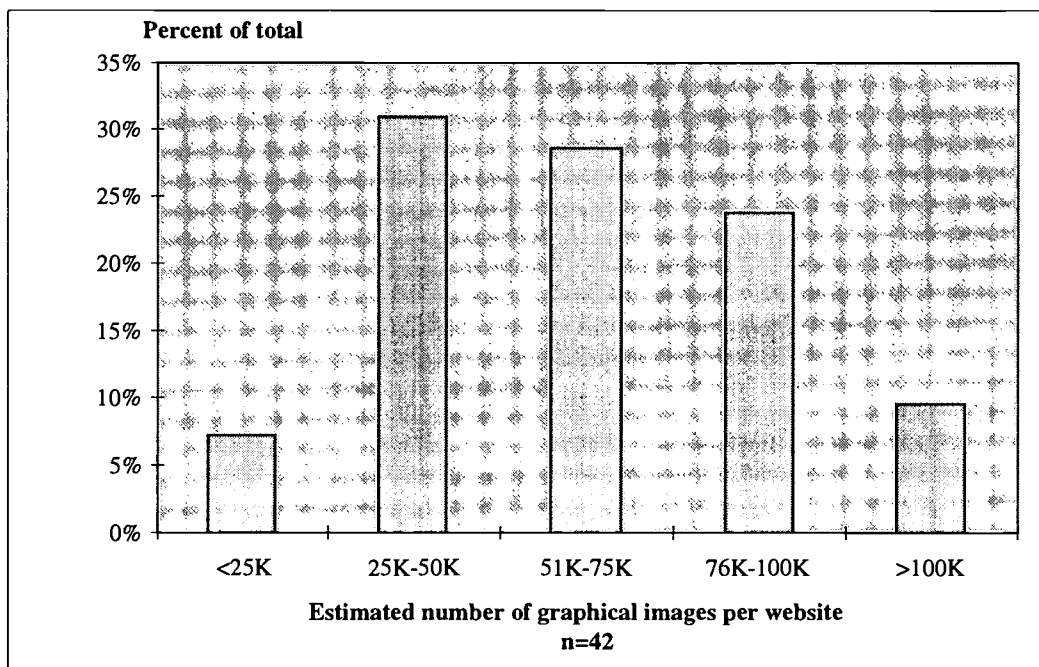 Percent of total
35%
30%
25%
20%
15%
10%
5%
0%
<25K 25K-50K 51K-75K 76K-100K >100K
Estimated number of graphical images per website
n=42